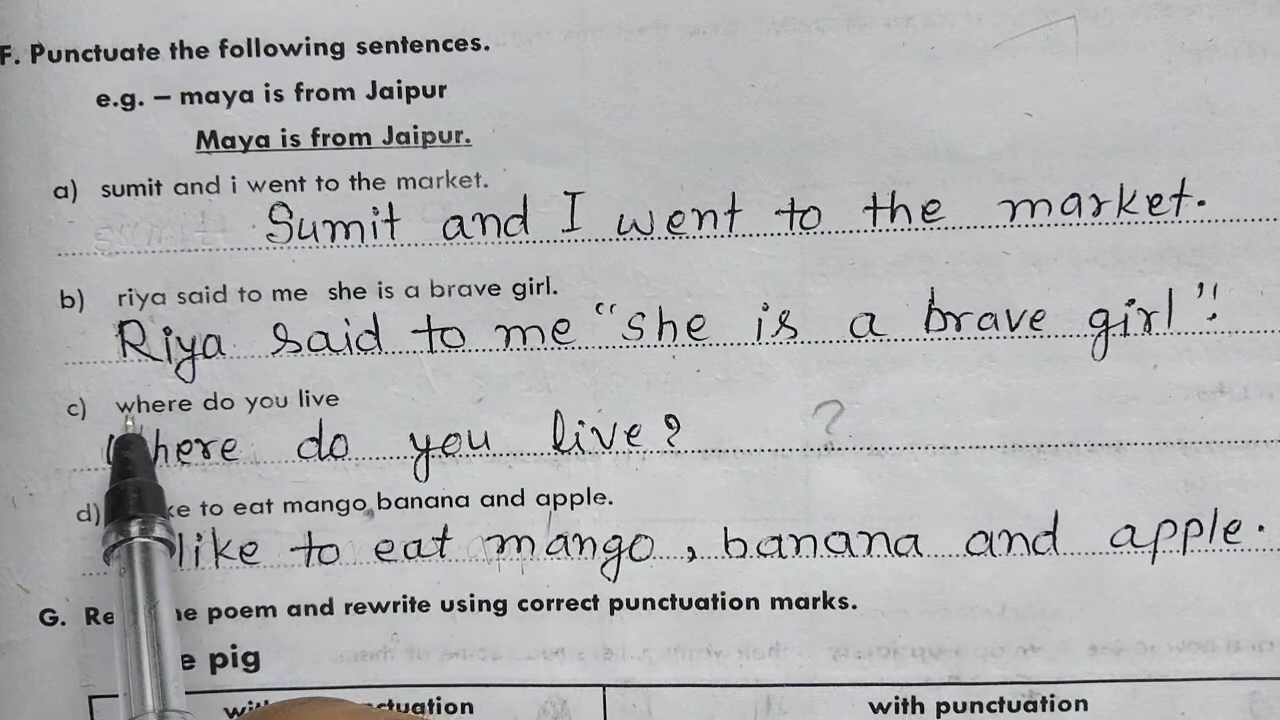 F. Punctuate the following sentences.
e.g. – maya is from Jaipur
Maya is from Jaipur.
a) sumit and i went to the market.
Sumit and I went to the market.
b) riya said to me she is a brave girl.
Riya said to me "she is a brave girl".
c) where do you live
here do you live? ?
d) ke to eat mango, banana and apple.
like to eat mango, banana and apple.
G. Re e poem and rewrite using correct punctuation marks.
e pig
with punctuation